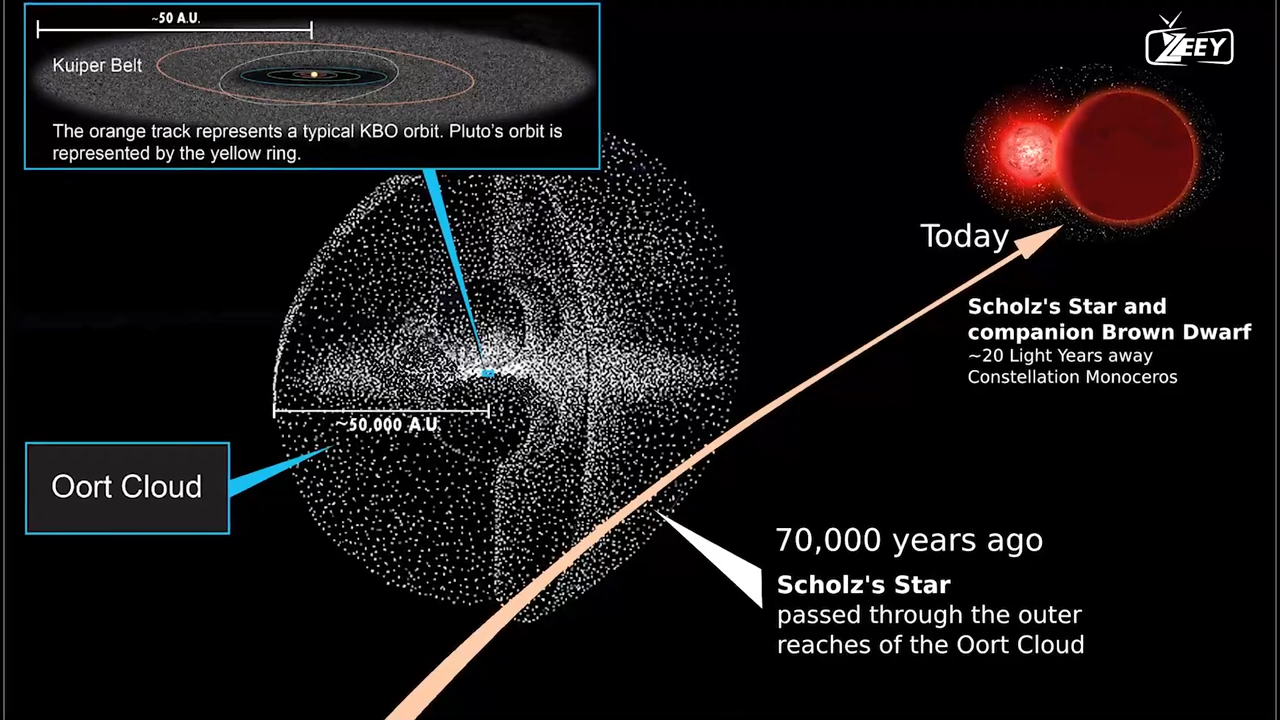 ~50 A.U.
Kuiper Belt
The orange track represents a typical KBO orbit. Pluto's orbit is
represented by the yellow ring.
ZEEY
Today
Scholz's Star and
companion Brown Dwarf
~20 Light Years away
Constellation Monoceros
~50,000 A.U.
Oort Cloud
70,000 years ago
Scholz's Star
passed through the outer
reaches of the Oort Cloud